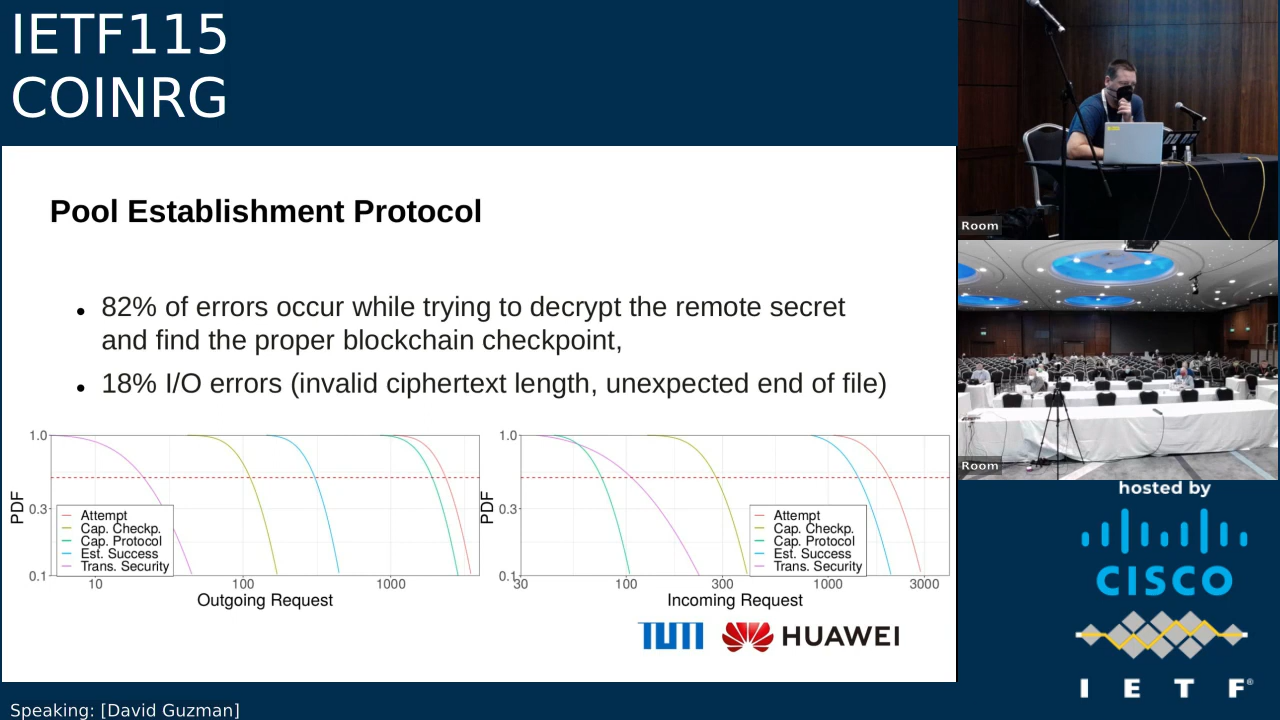 IETF115
COINRG
Pool Establishment Protocol
• 82% of errors occur while trying to decrypt the remote secret
and find the proper blockchain checkpoint,
• 18% I/O errors (invalid ciphertext length, unexpected end of file)
PDF
1.0
0.3
0.1
Attempt
Cap. Checkp.
Cap. Protocol
Est. Success
Trans. Security
10 100 1000
Outgoing Request
PDF
1.0
0.3
0.1
Attempt
Cap. Checkp.
Cap. Protocol
Est. Success
Trans. Security
30 100 300 1000 3000
Incoming Request
TUM
HUAWEI
Room
Room
hosted by
CISCO
I E T F®
Speaking: [David Guzman]